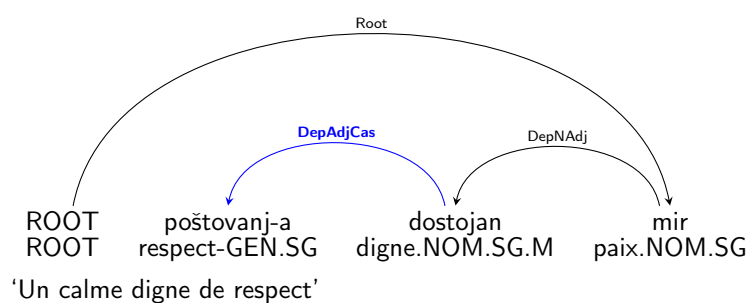 Root
DepAdjCas
DepNAdj
ROOT poštovanj-a dostojan mir
ROOT respect-GEN.SG digne.NOM.SG.M paix.NOM.SG
‘Un calme digne de respect’